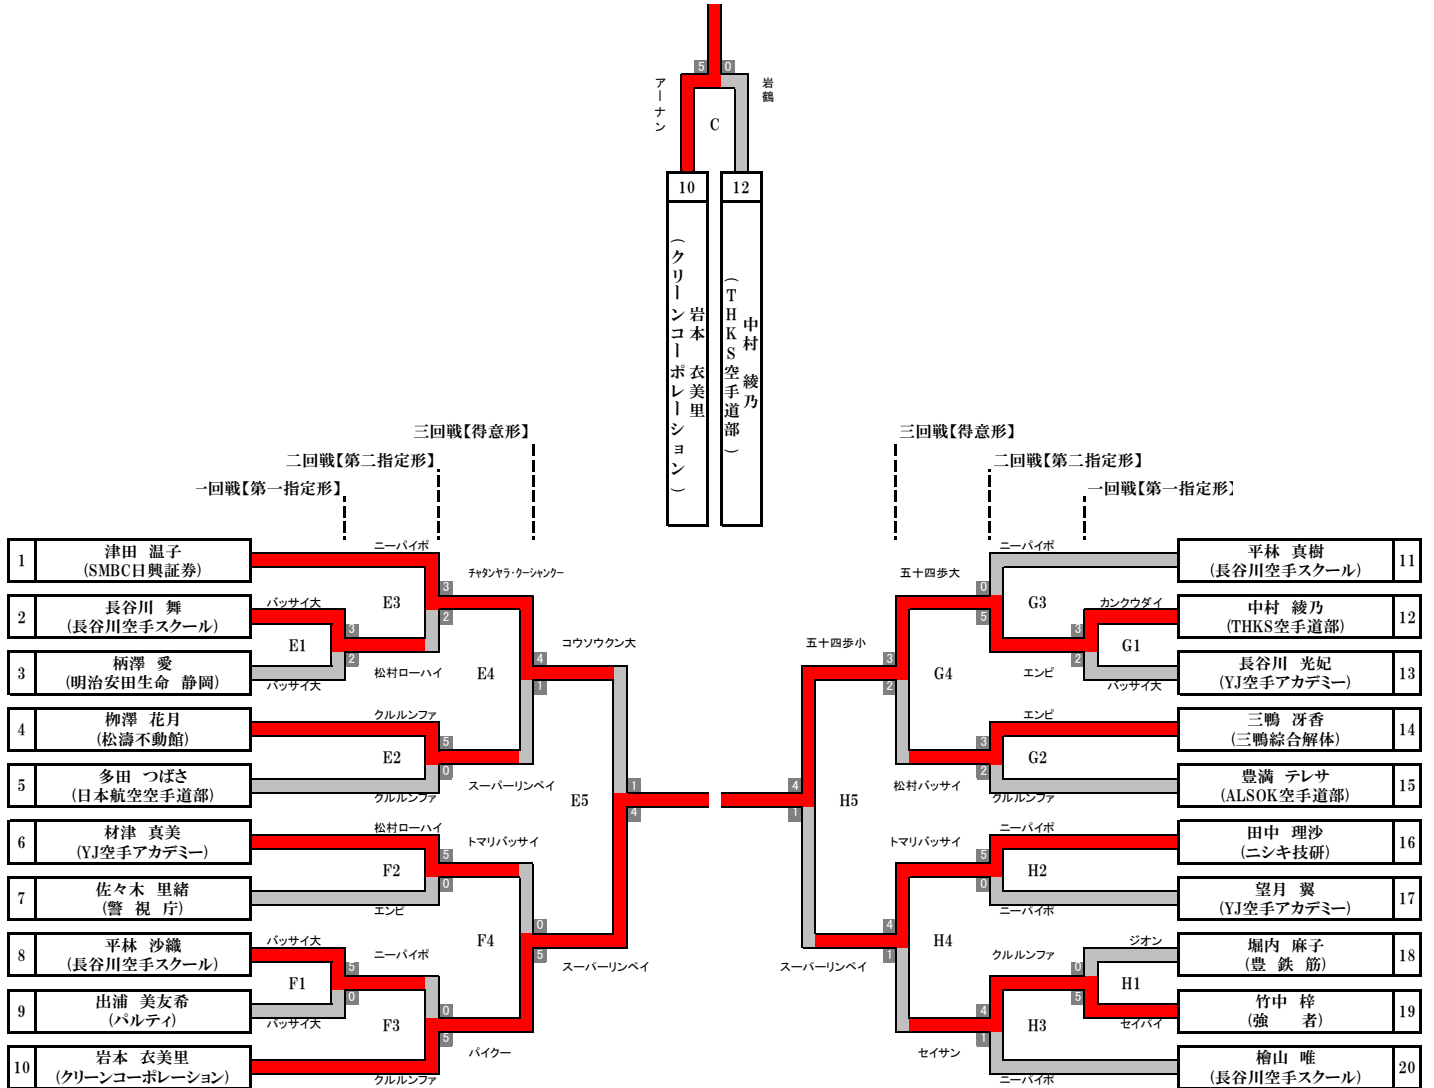 5 0
アーナン
岩鶴
C
10 12
岩本 衣美里
(クリーンコーポレーション)
中村 綾乃
(THKS空手道部)
三回戦【得意形】
二回戦【第二指定形】
一回戦【第一指定形】
三回戦【得意形】
二回戦【第二指定形】
一回戦【第一指定形】
1 津田 温子
(SMBC日興証券)
2 長谷川 舞
(長谷川空手スクール)
3 柄澤 愛
(明治安田生命 静岡)
4 栁澤 花月
(松濤不動館)
5 多田 つばさ
(日本航空空手道部)
6 材津 真美
(YJ空手アカデミー)
7 佐々木 里緒
(警 視 庁)
8 平林 沙織
(長谷川空手スクール)
9 出浦 美友希
(パルティ)
10 岩本 衣美里
(クリーンコーポレーション)
ニーパイポ
バッサイ大
E1
3
2
バッサイ大
E3
松村ローハイ
3
2
チャタンヤラ・クーシャンクー
クルルンファ
E2
5
0
クルルンファ
E4
4
1
スーパーリンペイ
コウソウクン大
松村ローハイ
F2
5
0
エンピ
トマリバッサイ
バッサイ大
F1
5
0
バッサイ大
ニーパイポ
F3
0
5
クルルンファ
F4
0
5
パイクー
スーパーリンペイ
E5
1
4
ニーパイポ
五十四歩大
0
5
G3
カンクウダイ
3
2
G1
エンピ
バッサイ大
五十四歩小
3
2
G4
エンピ
3
2
G2
松村バッサイ
クルルンファ
4
1
H5
ニーパイポ
トマリバッサイ
5
0
H2
ニーパイポ
4
1
H4
スーパーリンペイ
クルルンファ
ジオン
0
5
H1
セイパイ
4
1
H3
セイサン
ニーパイポ
平林 真樹
(長谷川空手スクール) 11
中村 綾乃
(THKS空手道部) 12
長谷川 光妃
(YJ空手アカデミー) 13
三鴨 冴香
(三鴨綜合解体) 14
豊満 テレサ
(ALSOK空手道部) 15
田中 理沙
(ニシキ技研) 16
望月 翼
(YJ空手アカデミー) 17
堀内 麻子
(豊 鉄 筋) 18
竹中 梓
(強 者) 19
檜山 唯
(長谷川空手スクール) 20